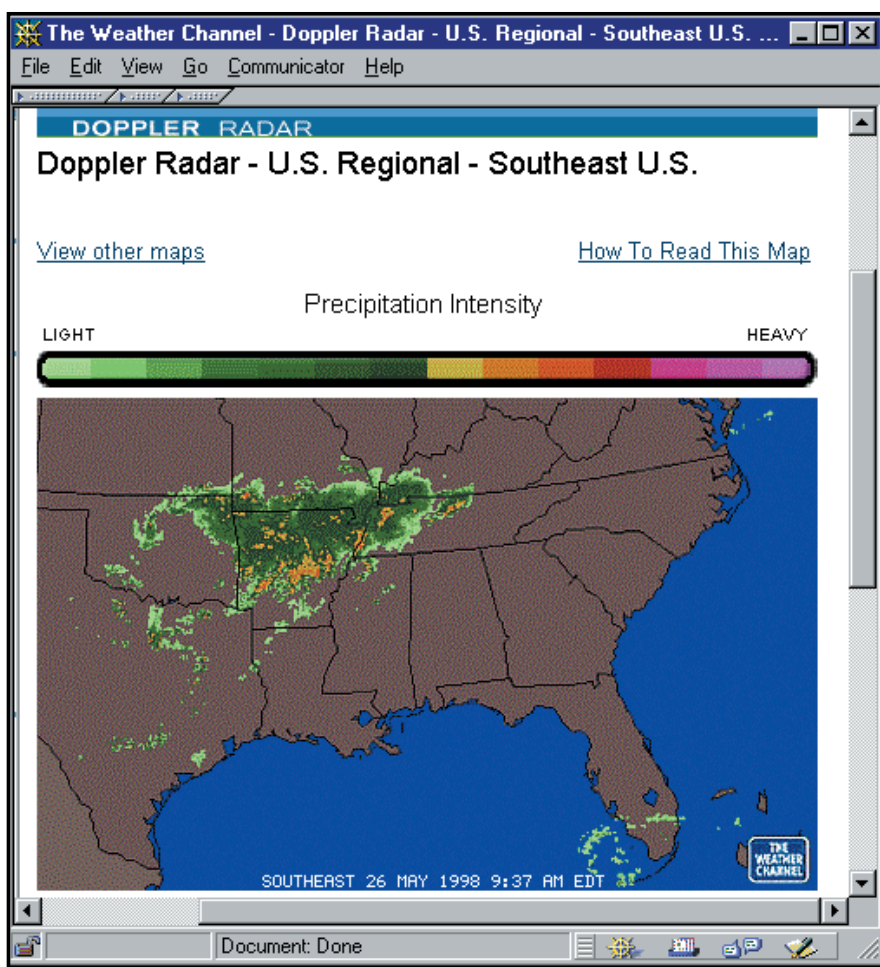 The Weather Channel - Doppler Radar - U.S. Regional - Southeast U.S. ...
File Edit View Go Communicator Help
DOPPLER RADAR
Doppler Radar - U.S. Regional - Southeast U.S.
View other maps How To Read This Map
Precipitation Intensity
LIGHT HEAVY
THE
WEATHER
CHANNEL
SOUTHEAST 26 MAY 1998 9:37 AM EDT
Document: Done